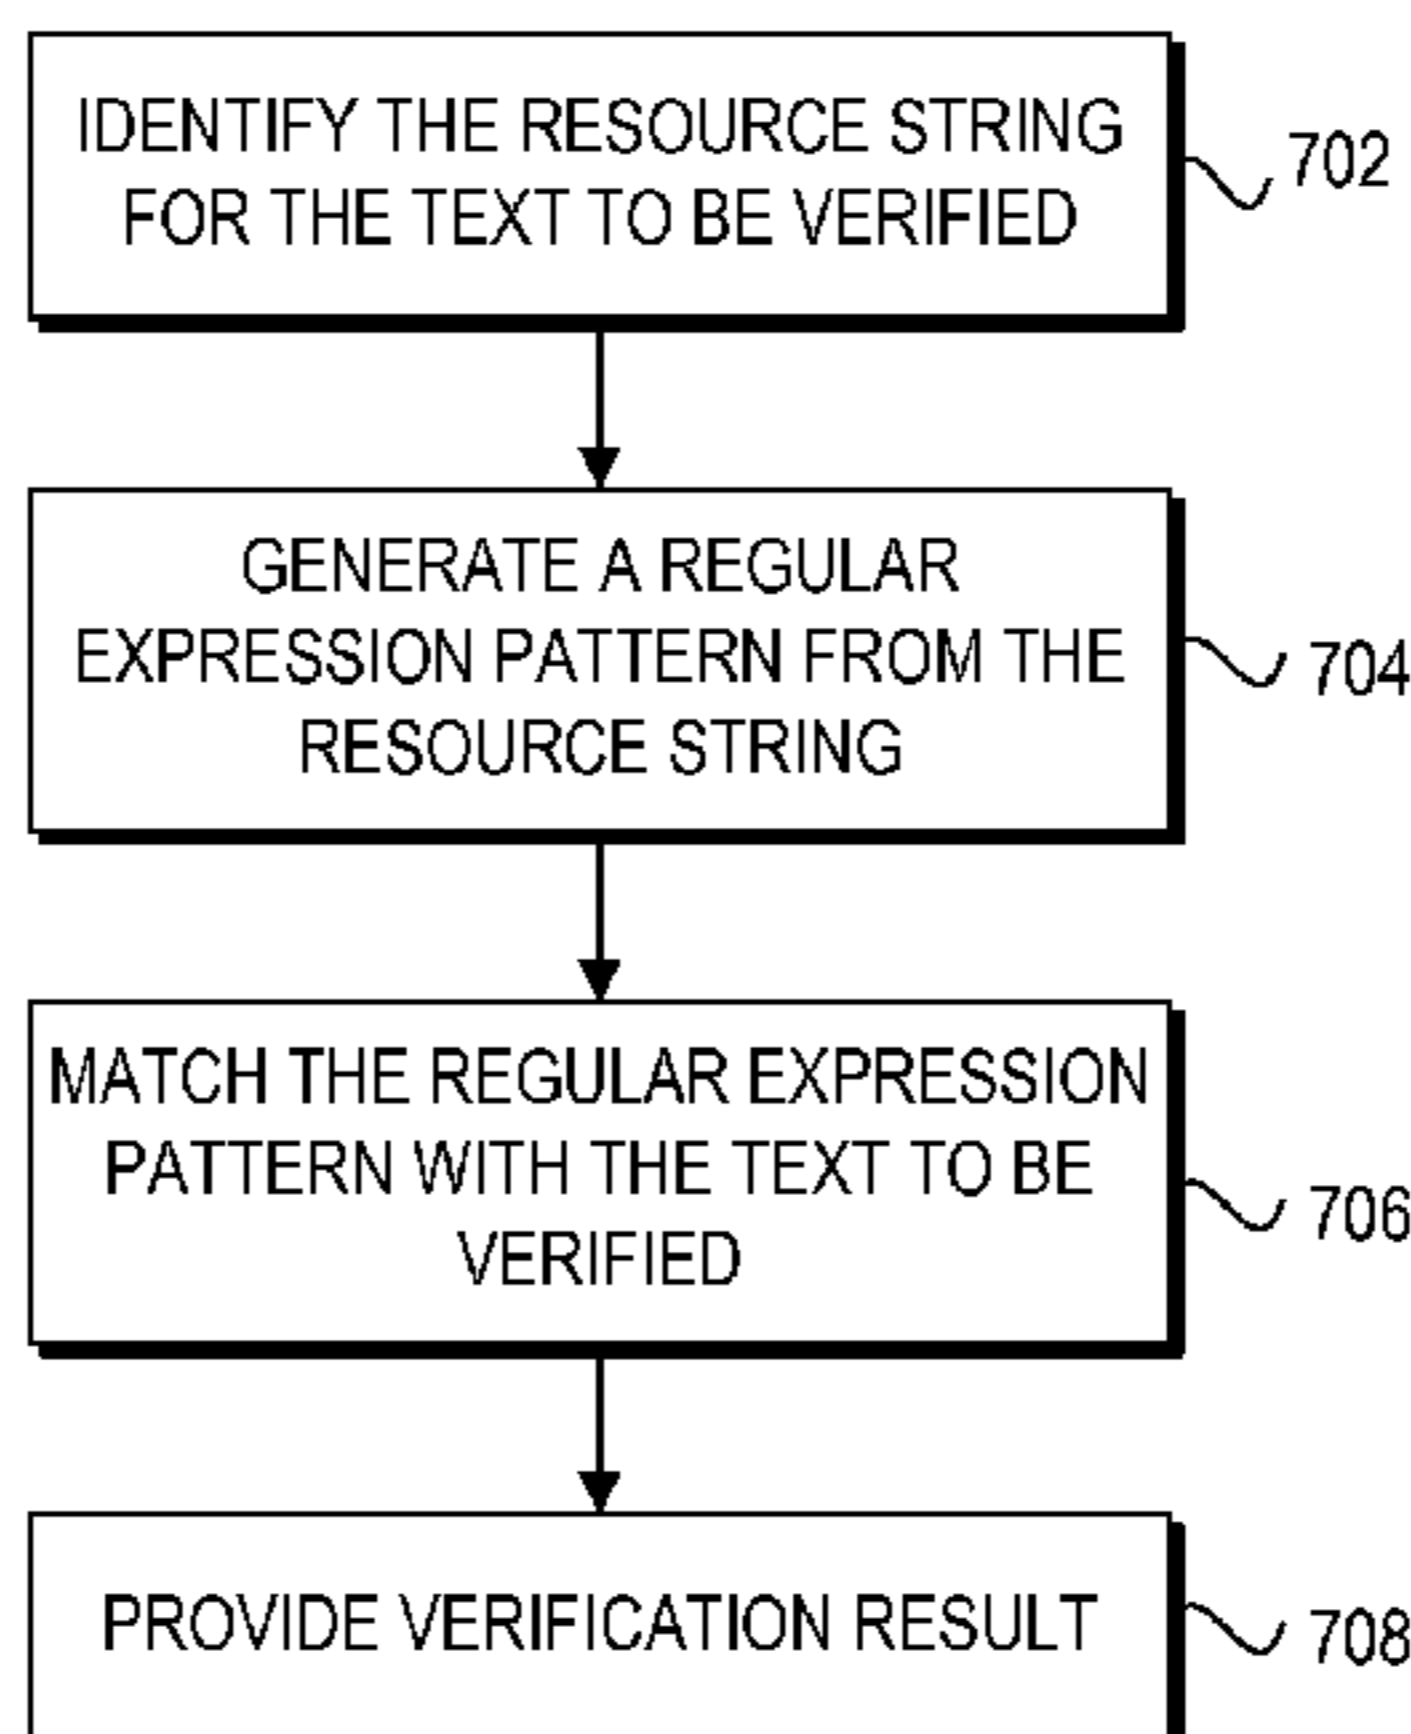 IDENTIFY THE RESOURCE STRING
FOR THE TEXT TO BE VERIFIED
702
GENERATE A REGULAR
EXPRESSION PATTERN FROM THE
RESOURCE STRING
704
MATCH THE REGULAR EXPRESSION
PATTERN WITH THE TEXT TO BE
VERIFIED
706
PROVIDE VERIFICATION RESULT
708